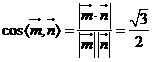 cos⟨m⃗,n⃗⟩ = |m⃗·n⃗| / |m⃗||n⃗| = √3 / 2